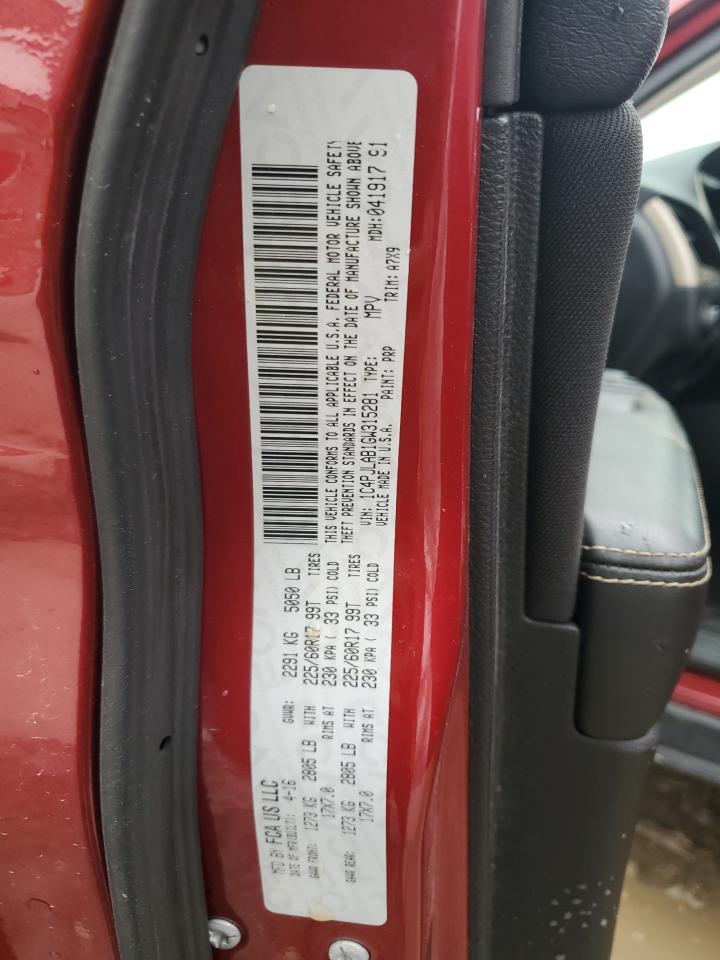 MFD BY FCA US LLC
DATE OF MFR(BUILT): 4-16 GVWR: 2291 KG 5050 LB
GAWR FRONT: 1273 KG 2805 LB WITH 225/60R17 99T TIRES
17X7.0 RIMS AT 230 KPA ( 33 PSI) COLD
GAWR REAR: 1273 KG 2805 LB WITH 225/60R17 99T TIRES
17X7.0 RIMS AT 230 KPA ( 33 PSI) COLD
THIS VEHICLE CONFORMS TO ALL APPLICABLE U.S.A. FEDERAL MOTOR VEHICLE SAFETY
THEFT PREVENTION STANDARDS IN EFFECT ON THE DATE OF MANUFACTURE SHOWN ABOVE
VIN: 1C4PJLAB1GW315281 TYPE: MPV MDH:041917 91
VEHICLE MADE IN U.S.A. PAINT: PRP TRIM: A7X9